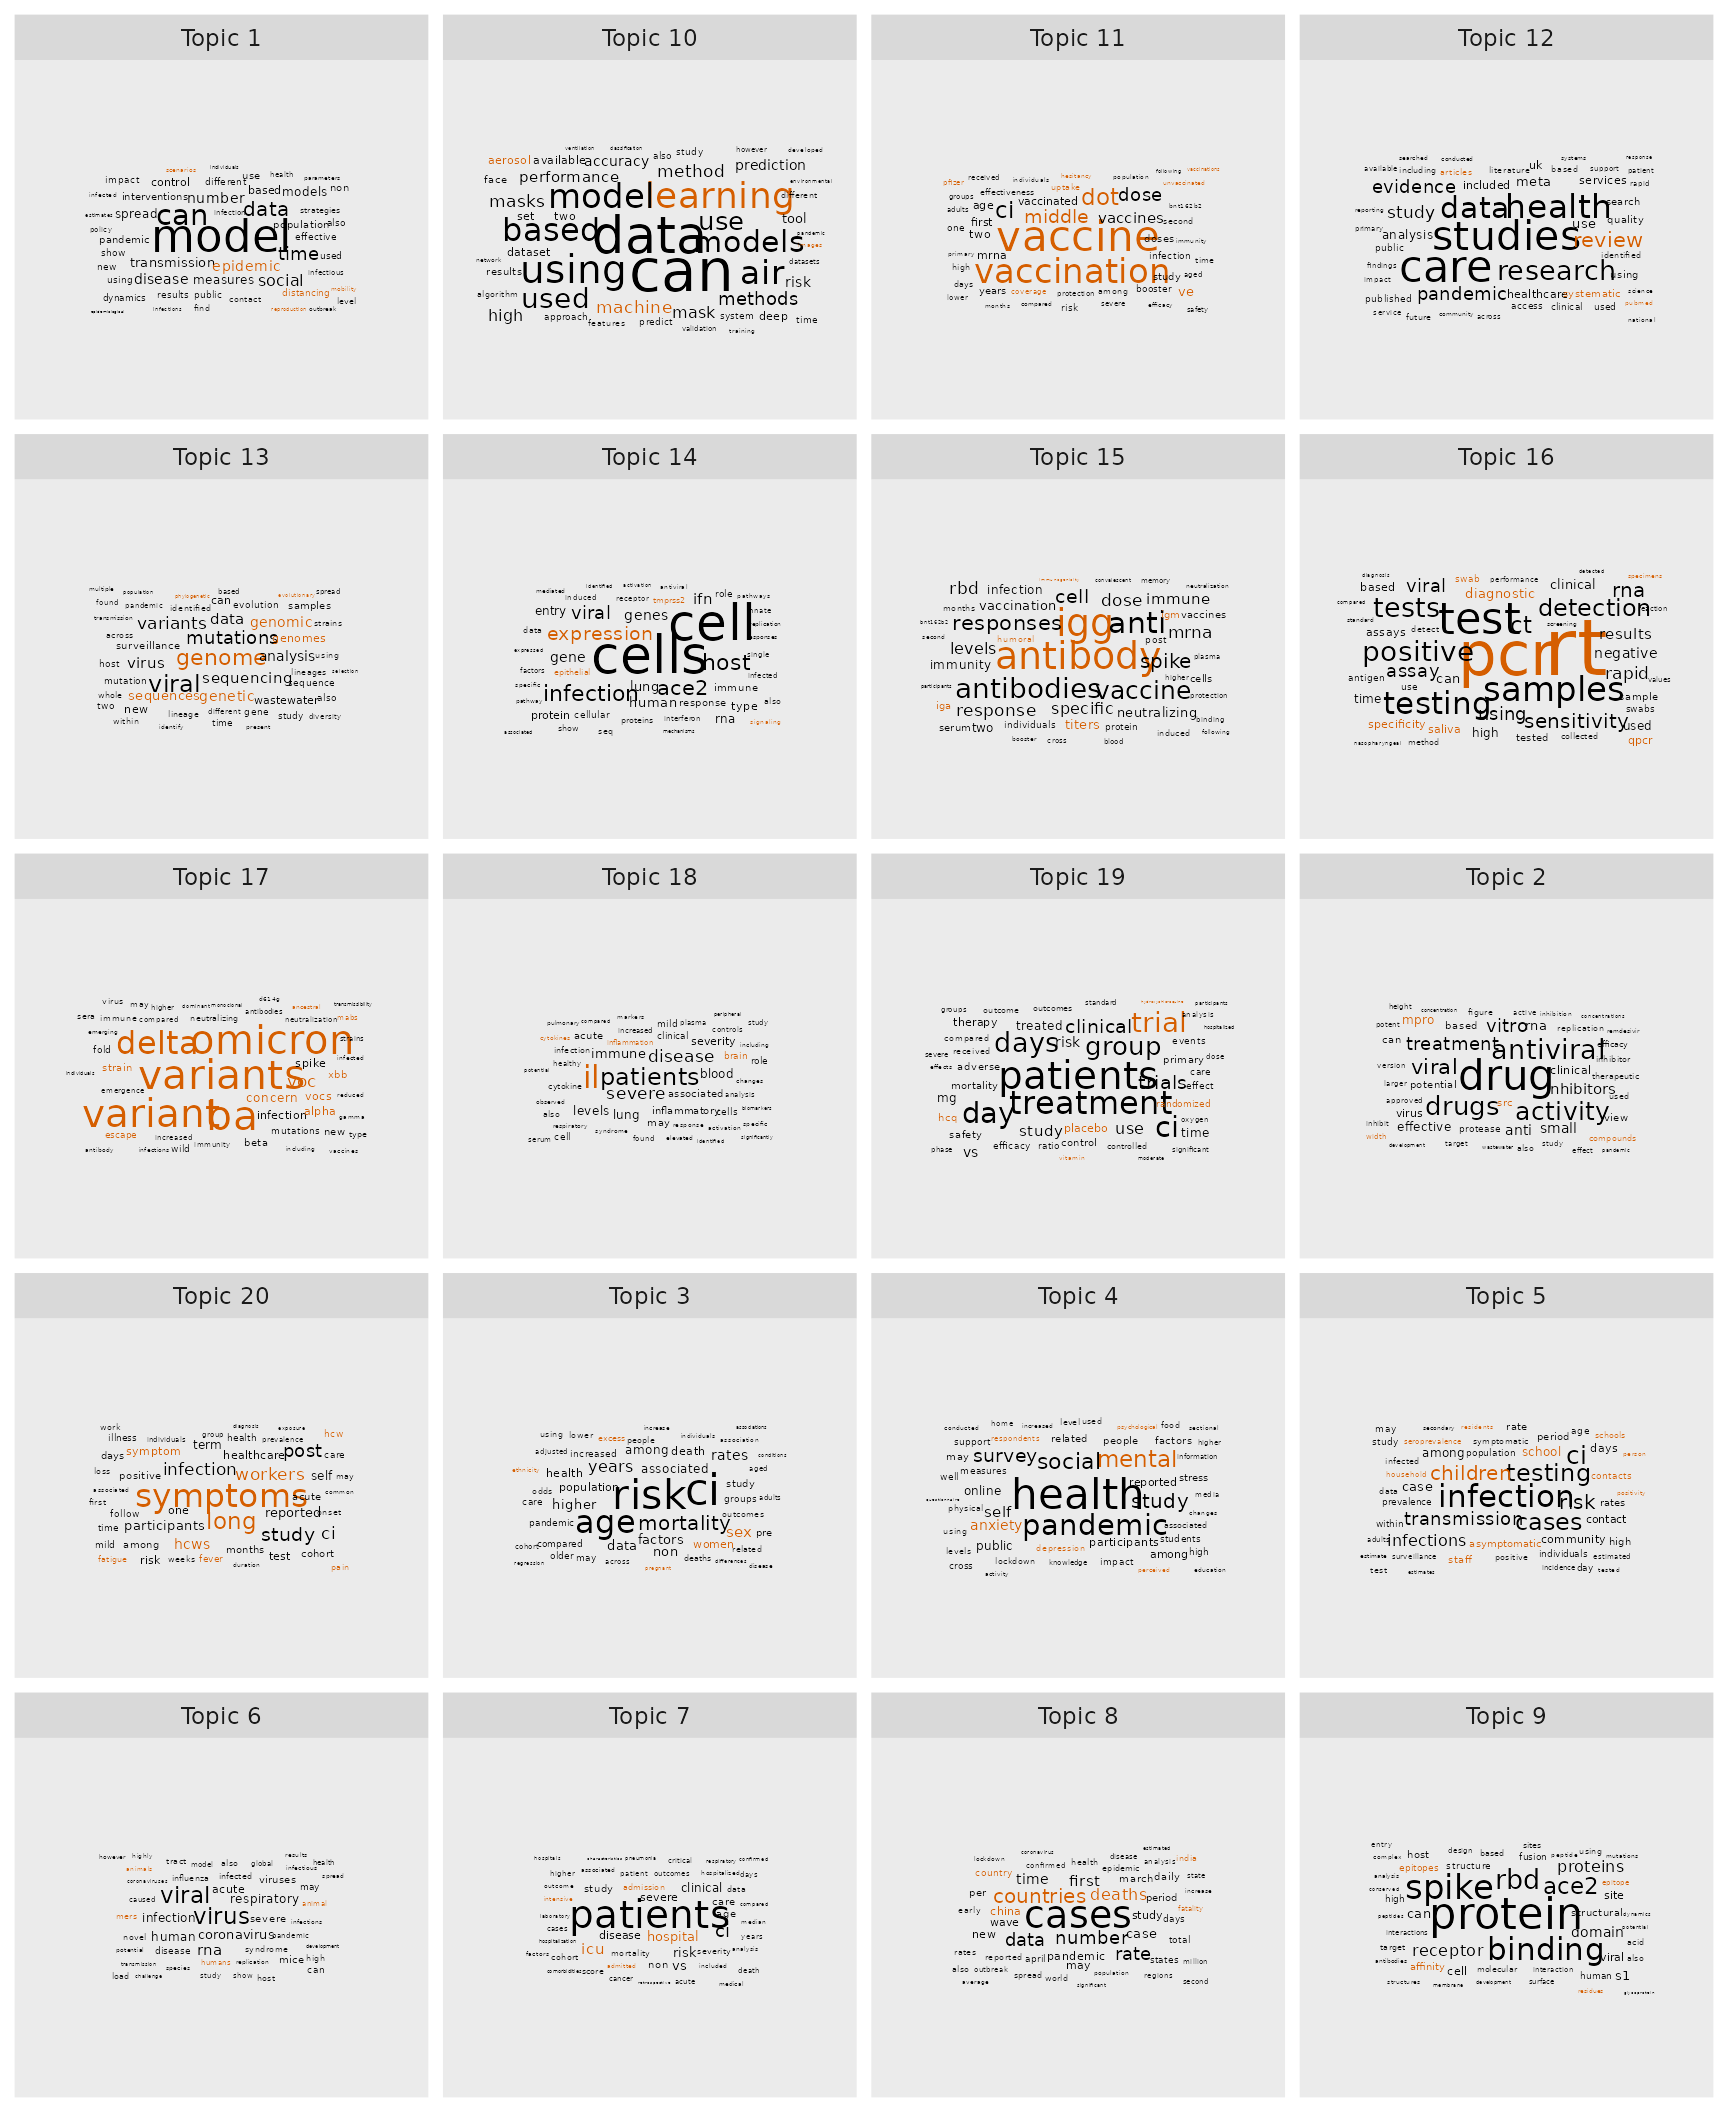 Topic 1
scenarios individuals
impact control different use health parameters
infected interventions number based models non
estimates spread can infection data strategies
policy model population also
pandemic effective
show transmission epidemic time used
new using disease measures social infectious
dynamics results public contact distancing mobility level
epidemiological infections find reproduction outbreak
Topic 10
ventilation classification also study however developed
aerosol available accuracy method prediction
face performance environmental
masks model earning different
set two use tool
based data models pandemic
dataset images
network air datasets
results using can risk
algorithm used methods
high approach machine mask system deep time
features predict validation training
Topic 11
pfizer received individuals hesitancy population following vaccinations
groups effectiveness uptake unvaccinated
adults age ci vaccinated dot dose bnt162b2
one first middle vaccines second
two vaccine doses immunity
primary mrna infection time
high vaccination study aged
days years coverage protection among booster ve
lower months compared risk severe efficacy safety
Topic 12
searched conducted systems response
available including articles literature uk based support patient
evidence included meta services rapid
reporting study data health search
primary analysis studies use quality
public review
findings identified
impact care research using
published pandemic healthcare systematic science
service future community across access clinical used pubmed
national
Topic 13
multiple population phylogenetic based evolutionary spread
found pandemic identified can evolution samples
transmission variants data genomic strains
across mutations genomes
surveillance
host virus genome analysis using
mutation viral sequencing lineages selection
whole sequences genetic wastewater sequence also
two new lineage different gene study diversity
within identify time present
Topic 14
mediated identified activation antiviral
induced receptor tmprss2 ifn role pathways
entry viral genes innate
data expression cell replication
expressed responses
gene cells host single
factors epithelial infected
specific infection lung ace2 immune
pathway human response type also
protein cellular proteins interferon rna signaling
associated show seq mechanisms
Topic 15
immunogenicity convalescent memory
rbd infection cell dose immune neutralization
months vaccination igm vaccines
bnt162b2 responses igg anti mrna
second humoral post
levels antibody spike plasma
immunity higher cells
participants antibodies vaccine protection
iga response specific neutralizing
serum two individuals titers protein binding
booster cross blood induced following
Topic 16
diagnosis swab performance detected specimens
based viral diagnostic clinical rna
compared tests test detection reaction
standard ct screening
assays detect rt results
positive pcr negative
antigen assay rapid values
time use can samples sample
testing using swabs
specificity saliva high sensitivity used
nasopharyngeal method tested collected qpcr
Topic 17
virus may higher dominant monoclonal d614g ancestral transmissibility
sera immune compared neutralizing antibodies neutralization mabs
emerging delta omicron strains
fold spike infected
individuals strain variants voc xbb
emergence concern vocs reduced
variant ba infection alpha gamma
escape increased mutations new type
antibody infections wild immunity beta including vaccines
Topic 18
pulmonary compared markers mild plasma peripheral study
cytokines acute increased clinical controls
infection inflammation severity including
healthy immune disease brain role
potential il patients blood changes
cytokine severe associated analysis
observed levels lung inflammatory cells biomarkers
also may response activation specific
respiratory syndrome
serum cell found elevated identified significantly
Topic 19
groups outcome outcomes standard hydroxychloroquine participants
therapy treated clinical trial analysis
compared days risk group events hospitalised
severe received primary dose
effects adverse patients care
mortality trials effect
mg treatment randomized
hcq day oxygen
safety study placebo use ci time
phase vs efficacy ratio control controlled significant
vitamin moderate
Topic 2
height concentration figure active inhibition concentrations
potent mpro based vitro rna replication remdesivir
can treatment antiviral efficacy
version viral drug inhibitor
larger potential clinical therapeutic
approved inhibitors used
virus drugs src activity view
inhibit effective protease anti small
width development target wastewater also study compounds
effect pandemic
Topic 20
work diagnosis exposure
illness individuals group health prevalence hcw
days symptom term healthcare post care
loss positive infection workers self may
associated symptoms acute common
first follow one reported onset
time participants long
mild among hcws study ci
fatigue risk weeks fever months test cohort
duration pain
Topic 3
increase associations
using lower excess people individuals association
adjusted increased among death rates conditions
ethnicity health years associated aged
odds population risk ci study
care higher groups adults
pandemic age mortality outcomes
cohort compared data factors sex pre
regression older may non women related
across deaths differences
pregnant disease
Topic 4
conducted home increased level used psychological food sectional
support respondents related people factors higher
may survey social mental information
well measures reported stress
questionnaire online health study media
physical self changes
using anxiety pandemic associated
levels public depression participants students
cross lockdown knowledge impact among high
activity perceived education
Topic 5
may secondary residents rate age schools
study seroprevalence symptomatic period
infected among population school ci days person
household children testing contacts
data case infection positivity
prevalence risk rates
within transmission cases contact
adults infections asymptomatic community high
estimate surveillance staff positive individuals estimated
test estimates incidence day tested
Topic 6
however highly tract model also global results health
animals infectious
coronaviruses influenza infected viruses spread
caused viral acute respiratory may animal
mers infection virus severe infections
novel human coronavirus pandemic
potential disease rna syndrome development
transmission species humans replication mice high
load challenge study show host can
Topic 7
hospitals characteristics pneumonia critical respiratory confirmed
higher associated patient outcomes hospitalised days
outcome study admission clinical data
intensive severe compared
laboratory patients age median
cases disease hospital ci years
hospitalization icu mortality risk severity analysis
factors cohort non vs
comorbidities score admitted included death
cancer retrospective acute medical
Topic 8
lockdown coronavirus disease estimated india
country confirmed health epidemic analysis
time first march daily state
per countries deaths period increase
early china cases fatality
wave study days
new data number case total
rates reported april pandemic rate states million
also outbreak may
average spread world population regions second
significant
Topic 9
entry design sites
complex host based fusion peptide using mutations
epitopes structure proteins
analysis spike rbd ace2 epitope
conserved high site
peptides can protein structural dynamics
interactions domain potential
target receptor binding acid
antibodies affinity viral also
cell molecular interaction human s1
structures membrane development surface
residues glycoprotein